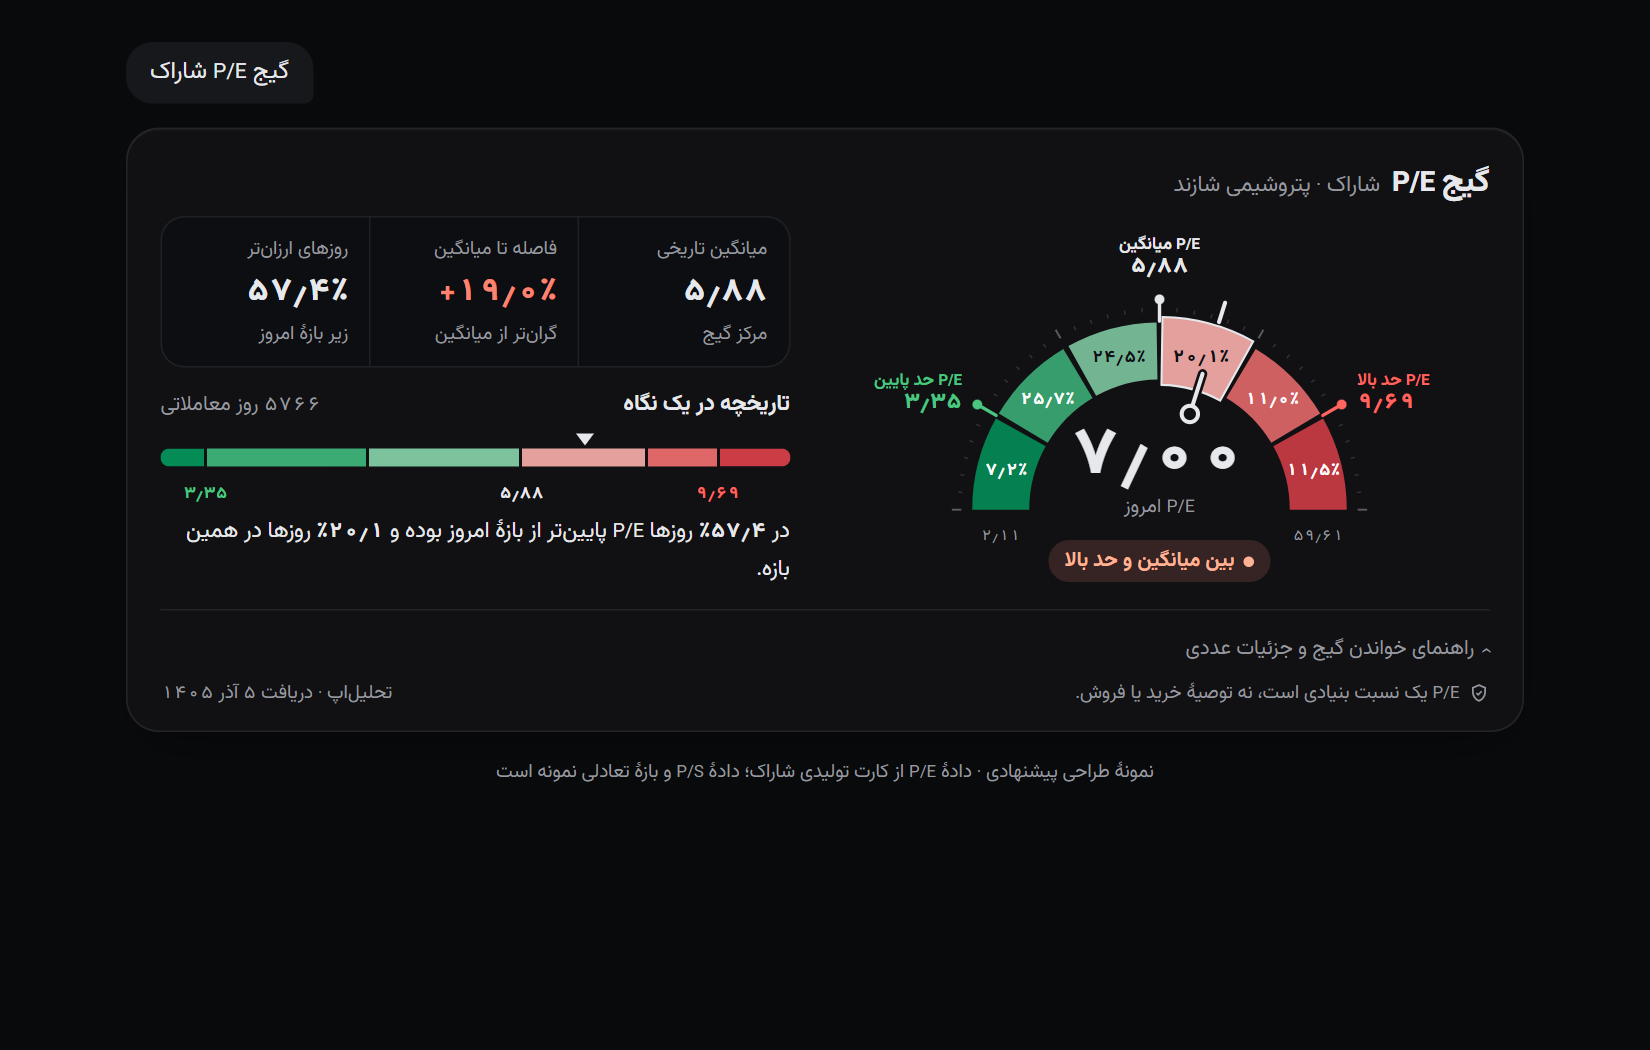 گیج P/E شاراک
گیج P/E شاراک · پتروشیمی شازند
P/E میانگین
۵٫۸۸
P/E حد پایین
۳٫۳۵
P/E حد بالا
۹٫۶۹
۷٫۲٪
۲۵٫۷٪
۲۴٫۵٪
۲۰٫۱٪
۱۱٫۰٪
۱۱٫۵٪
۷٫۰۰
P/E امروز
۲٫۱۱
۵۹٫۶۱
بین میانگین و حد بالا
میانگین تاریخی
۵٫۸۸
مرکز گیج
فاصله تا میانگین
+۱۹٫۰٪
گران‌تر از میانگین
روزهای ارزان‌تر
۵۷٫۴٪
زیر بازهٔ امروز
تاریخچه در یک نگاه
۵۷۶۶ روز معاملاتی
۳٫۳۵
۵٫۸۸
۹٫۶۹
در ۵۷٫۴٪ روزها P/E پایین‌تر از بازهٔ امروز بوده و ۲۰٫۱٪ روزها در همین
بازه.
راهنمای خواندن گیج و جزئیات عددی
P/E یک نسبت بنیادی است، نه توصیهٔ خرید یا فروش.
تحلیل‌اپ · دریافت ۵ آذر ۱۴۰۵
نمونهٔ طراحی پیشنهادی · دادهٔ P/E از کارت تولیدی شاراک؛ دادهٔ P/S و بازهٔ تعادلی نمونه است